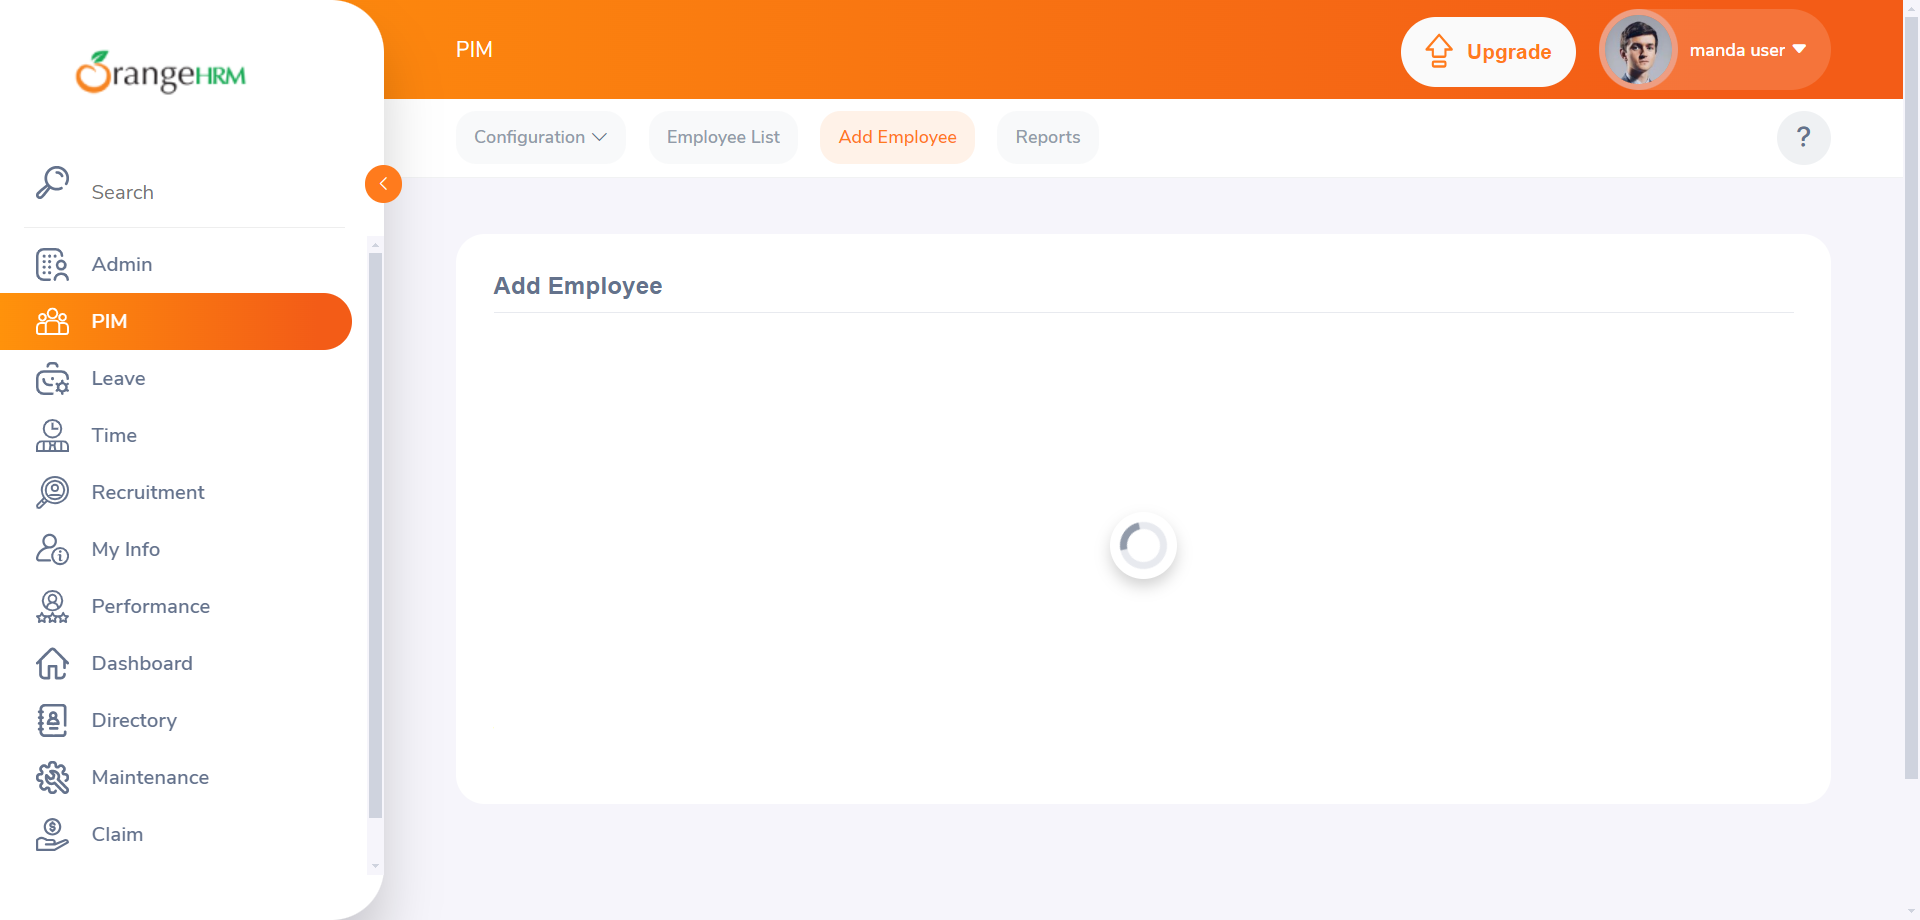 OrangeHRM
Search
Admin
PIM
Leave
Time
Recruitment
My Info
Performance
Dashboard
Directory
Maintenance
Claim
PIM
Upgrade
manda user
Configuration
Employee List
Add Employee
Reports
?
Add Employee